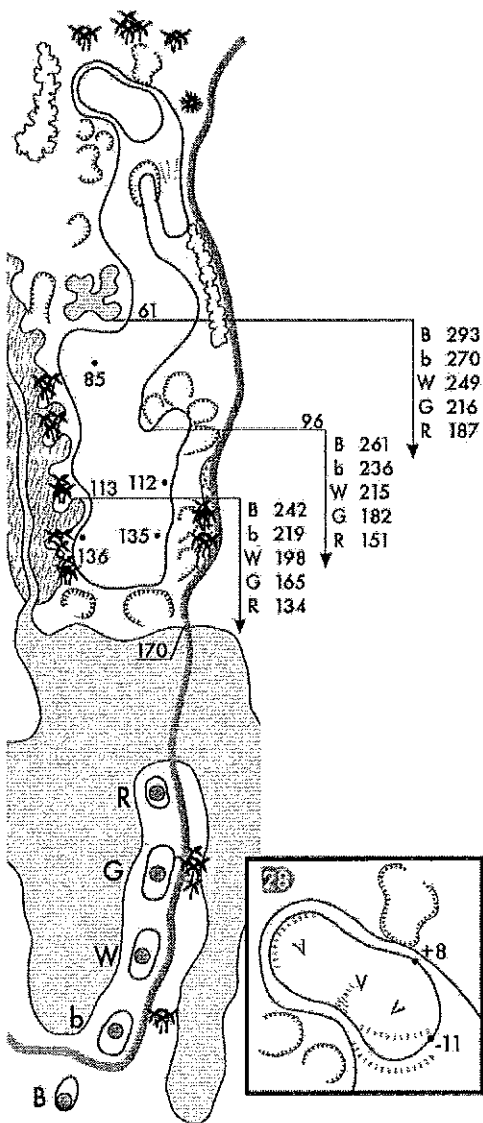 61
B 293
b 270
W 249
G 216
R 187
85
96
B 261
b 236
W 215
G 182
R 151
113
112
B 242
b 219
W 198
G 165
R 134
136
135
170
R
G
W
b
B
28
+8
-11